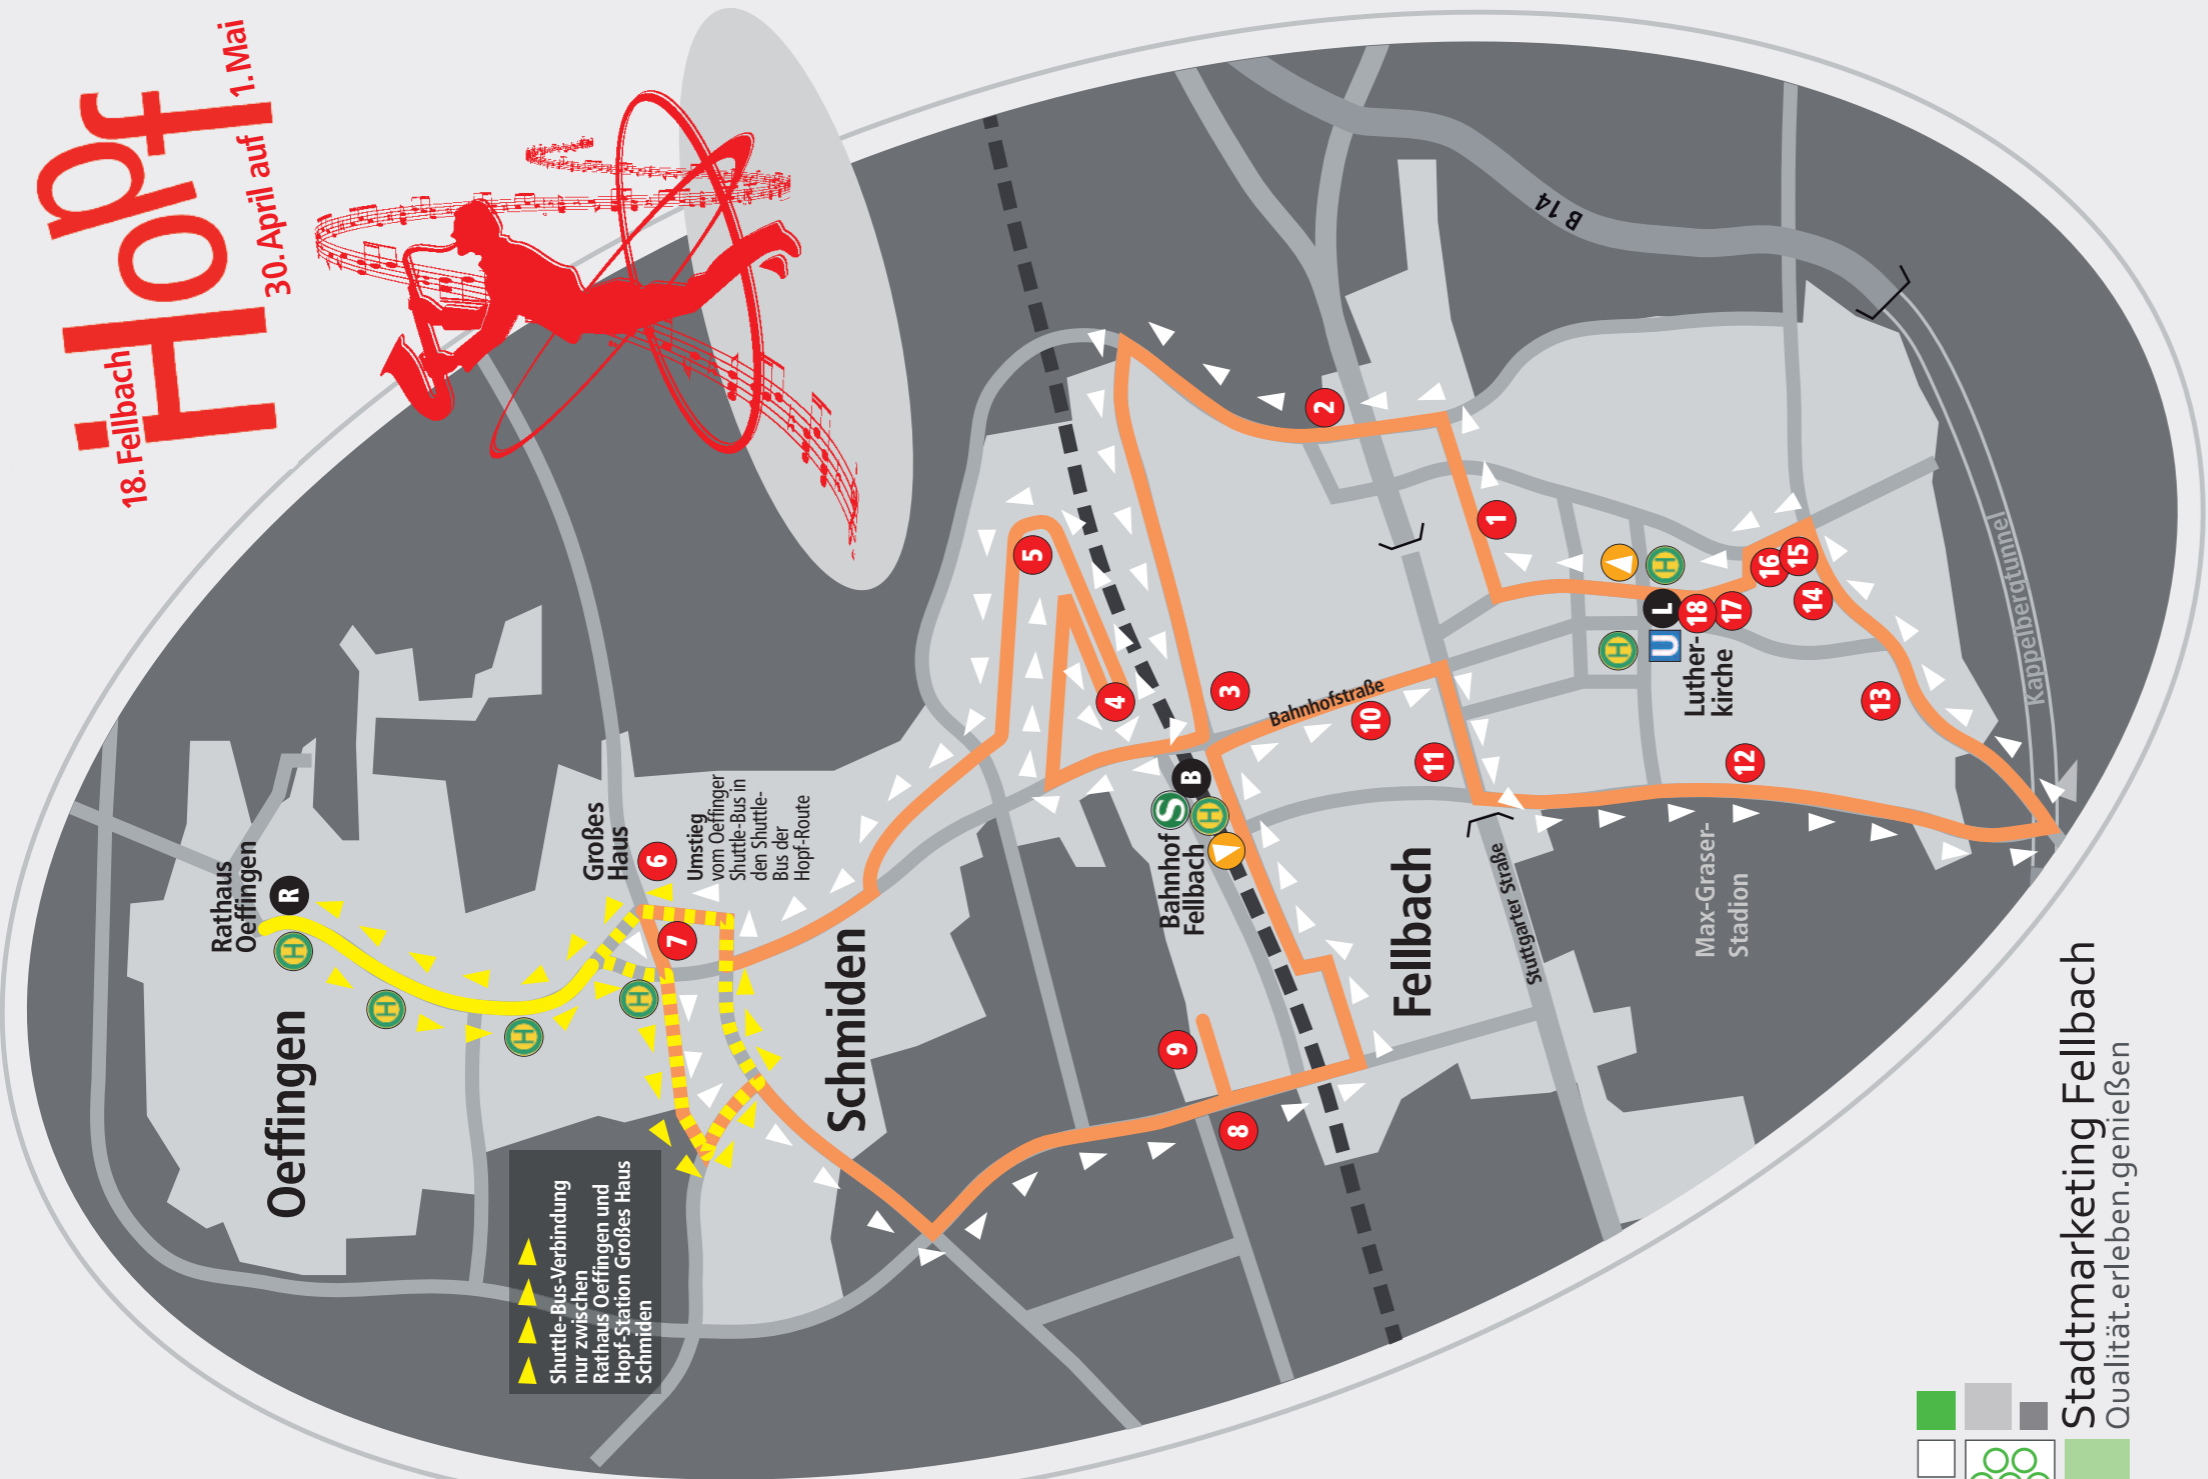 18. Fellbach
Hopf
30. April auf 1. Mai
Rathaus
Oeffingen
R
H
H
H
H
Oeffingen
Großes
Haus
6
7
Umstieg
vom Oeffinger
Shuttle-Bus in
den Shuttle-
Bus der
Hopf-Route
Shuttle-Bus-Verbindung
nur zwischen
Rathaus Oeffingen und
Hopf-Station Großes Haus
Schmiden
Schmiden
5
4
B
S
H
Bahnhof
Fellbach
3
9
8
2
Bahnhofstraße
10
11
Fellbach
Stuttgarter Straße
B 14
1
H
H
L
U
Luther-
kirche
18
17
16
15
14
13
12
Max-Graser-
Stadion
Kappelbergtunnel
Stadtmarketing Fellbach
Qualität.erleben.genießen